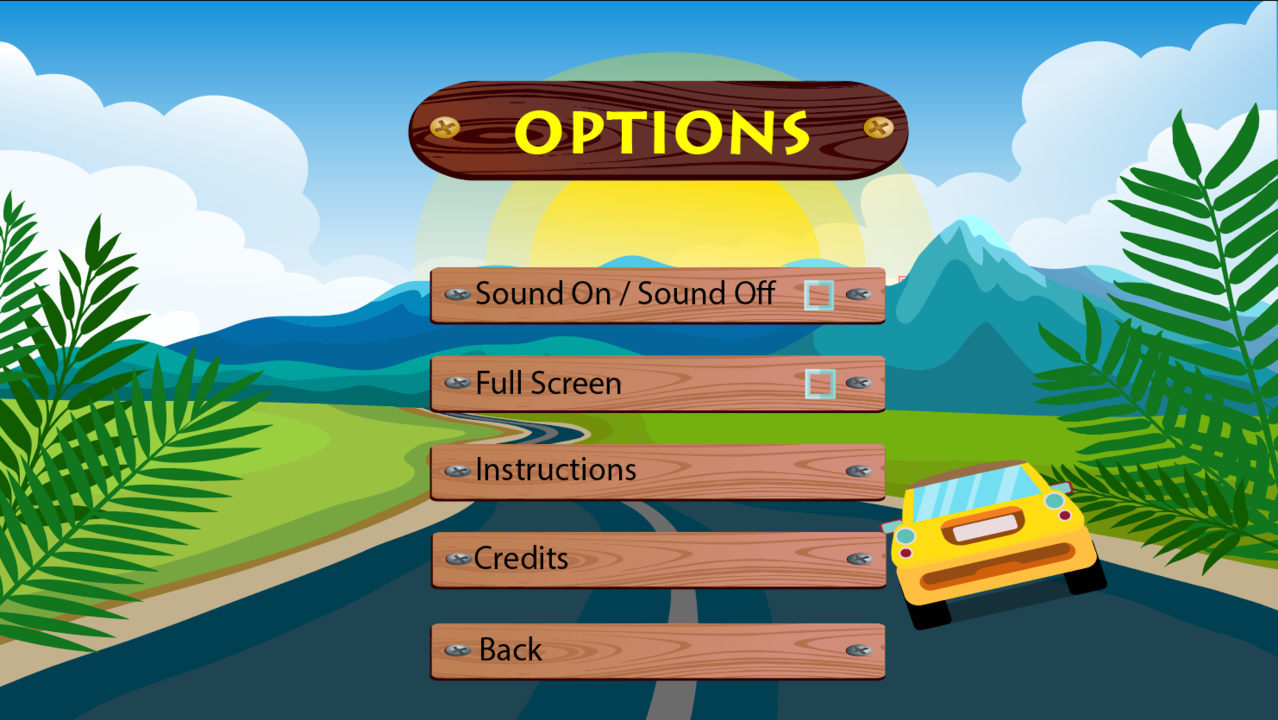 OPTIONS
Sound On / Sound Off
Full Screen
Instructions
Credits
Back